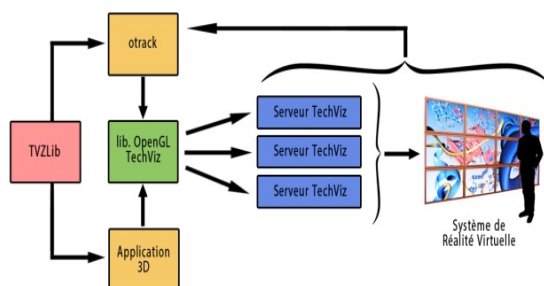 otrack
TVZLib
lib. OpenGL
TechViz
Serveur TechViz
Serveur TechViz
Serveur TechViz
Application
3D
Système de
Réalité Virtuelle